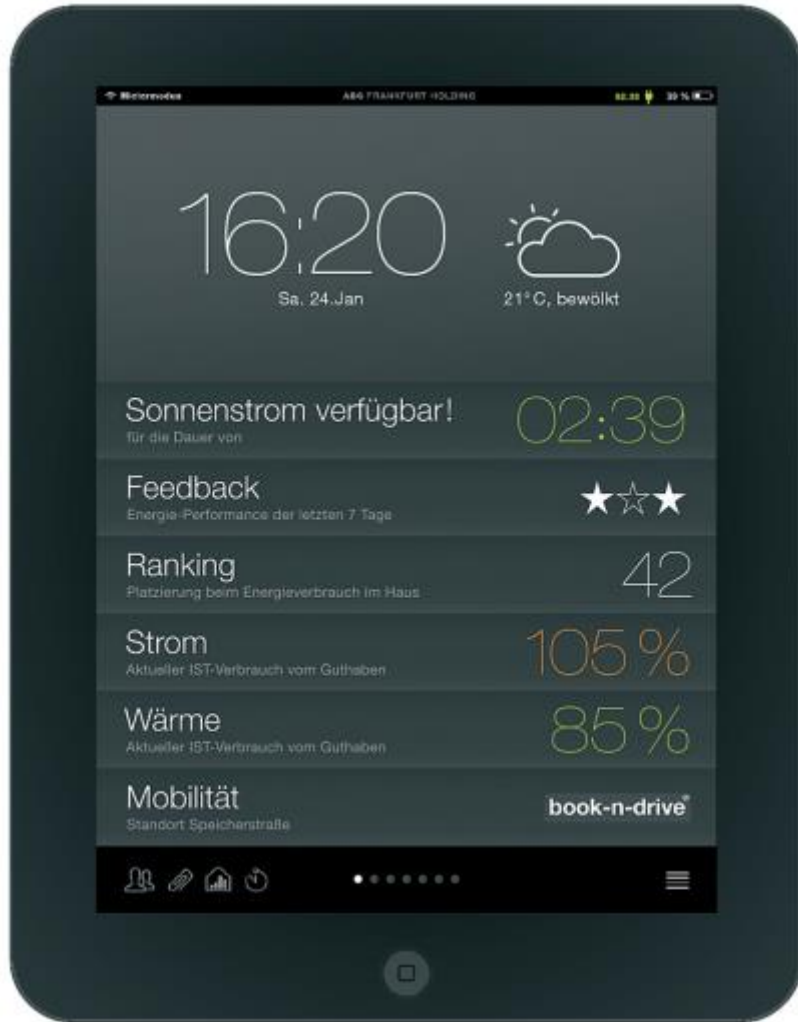 Mietermodus ABG FRANKFURT HOLDING 39 %
16:20
Sa. 24.Jan 21°C, bewölkt
Sonnenstrom verfügbar! 02:39
für die Dauer von
Feedback
Energie-Performance der letzten 7 Tage
Ranking 42
Platzierung beim Energieverbrauch im Haus
Strom 105 %
Aktueller IST-Verbrauch vom Guthaben
Wärme 85 %
Aktueller IST-Verbrauch vom Guthaben
Mobilität book-n-drive
Standort Speicherstraße